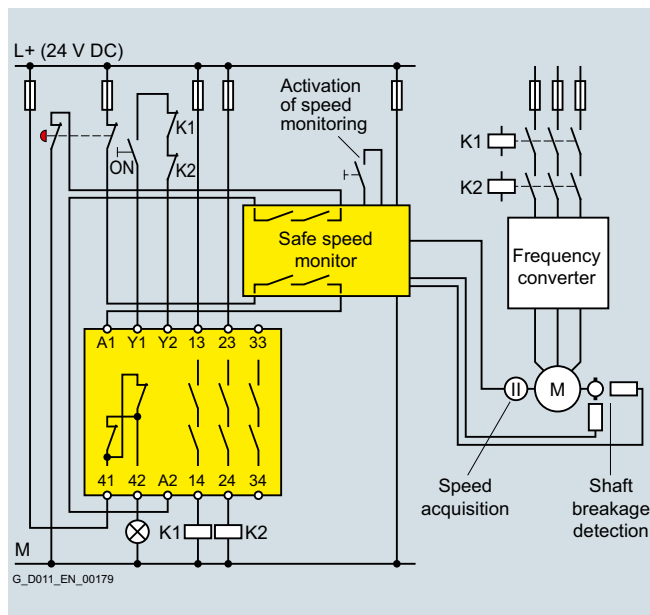 L+ (24 V DC)
Activation
of speed
monitoring
K1
K2
ON
K1
K2
Safe speed
monitor
Frequency
converter
A1 Y1 Y2 13 23 33
M
41 42 A2 14 24 34
K1 K2
Speed
acquisition
Shaft
breakage
detection
M
G_D011_EN_00179